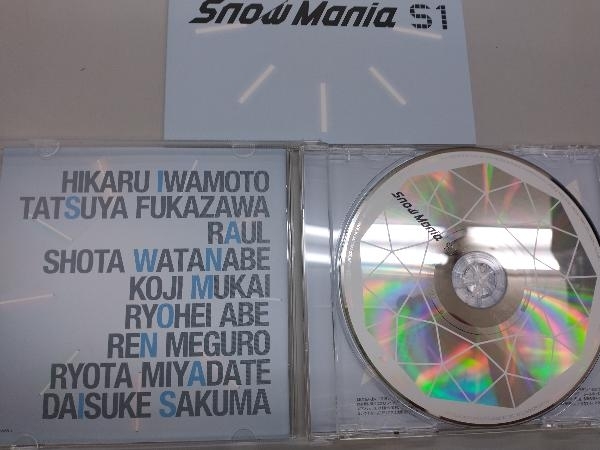 Snow Mania S1
HIKARU IWAMOTO
TATSUYA FUKAZAWA
RAUL
SHOTA WATANABE
KOJI MUKAI
RYOHEI ABE
REN MEGURO
RYOTA MIYADATE
DAISUKE SAKUMA
Snow Mania S1